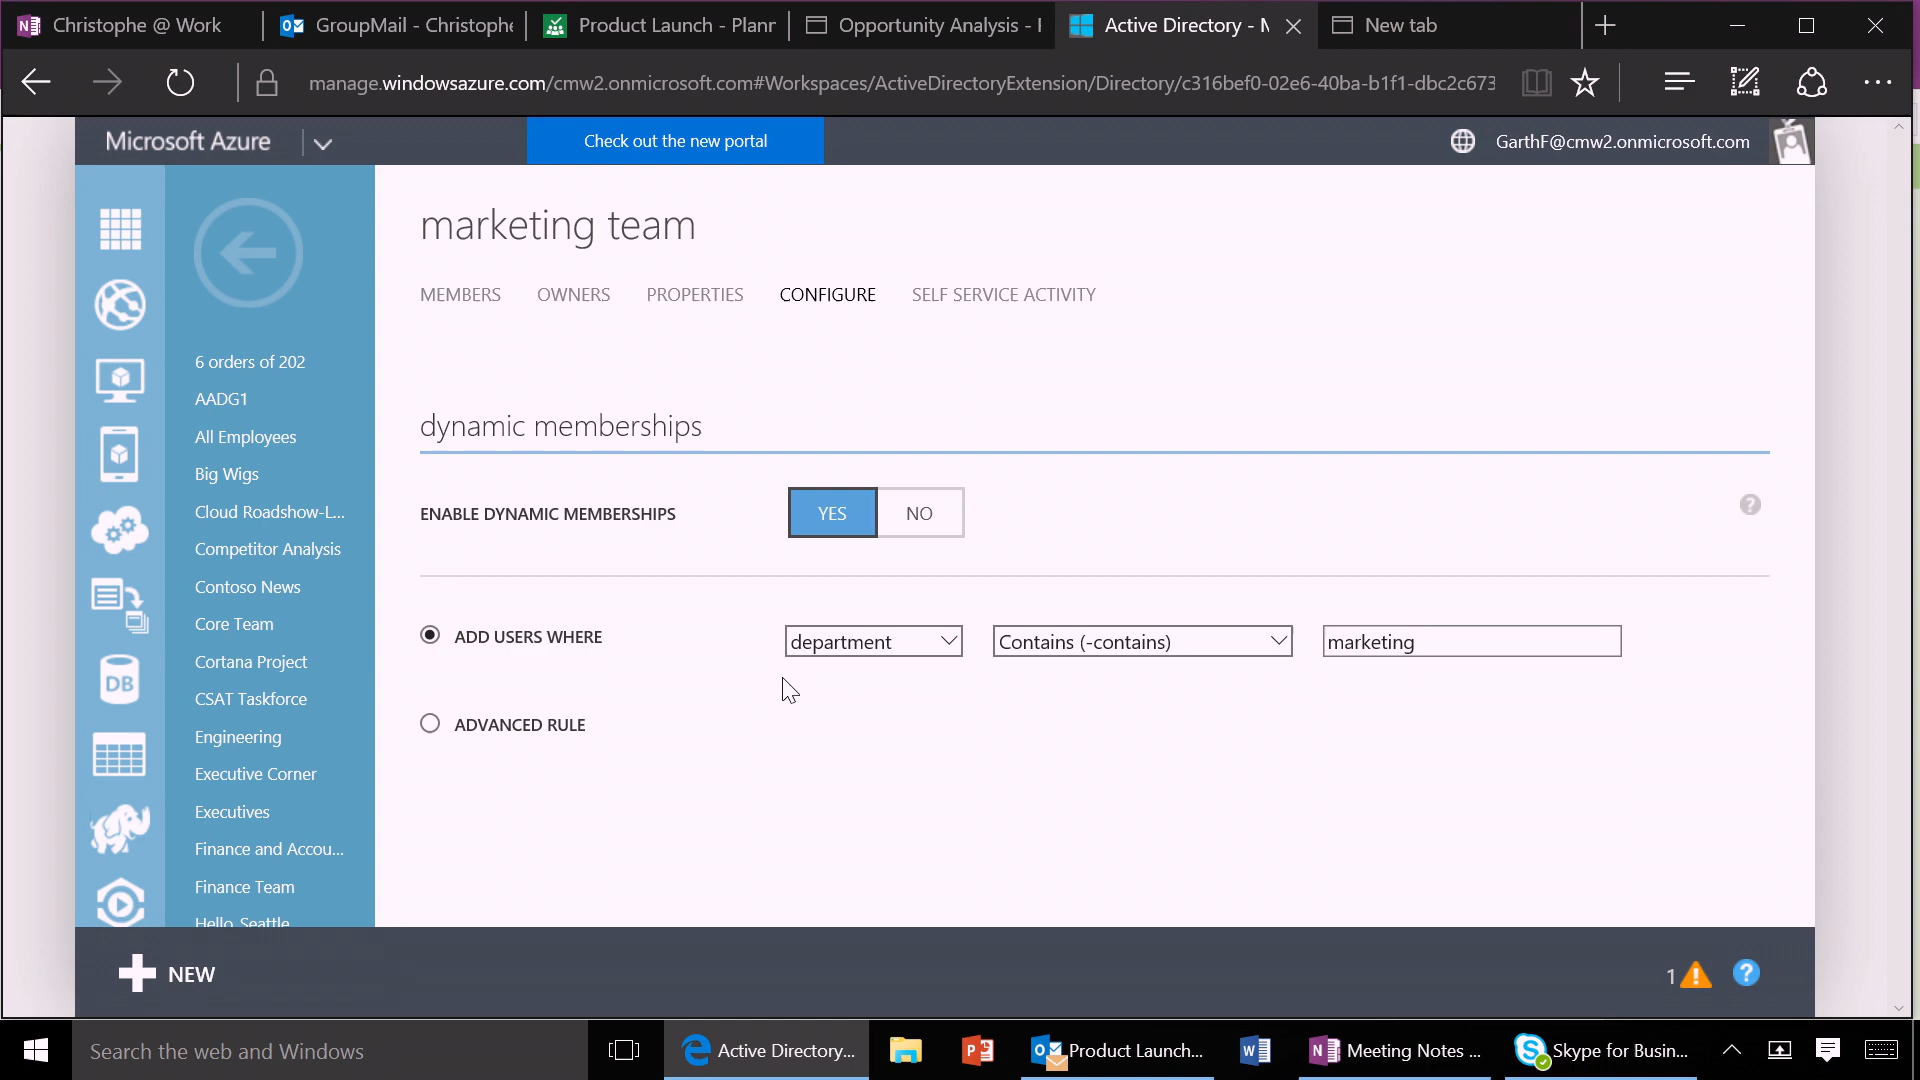 Christophe @ Work
GroupMail - Christophe
Product Launch - Plann
Opportunity Analysis -
Active Directory -
New tab
manage.windowsazure.com/cmw2.onmicrosoft.com#Workspaces/ActiveDirectoryExtension/Directory/c316bef0-02e6-40ba-b1f1-dbc2c673
Microsoft Azure
Check out the new portal
GarthF@cmw2.onmicrosoft.com
6 orders of 202
AADG1
All Employees
Big Wigs
Cloud Roadshow-L...
Competitor Analysis
Contoso News
Core Team
Cortana Project
CSAT Taskforce
Engineering
Executive Corner
Executives
Finance and Accou...
Finance Team
Hello Seattle
DB
marketing team
MEMBERS OWNERS PROPERTIES CONFIGURE SELF SERVICE ACTIVITY
dynamic memberships
ENABLE DYNAMIC MEMBERSHIPS YES NO
ADD USERS WHERE department Contains (-contains) marketing
ADVANCED RULE
NEW
1
Search the web and Windows
Active Directory...
Product Launch...
Meeting Notes ...
Skype for Busin...